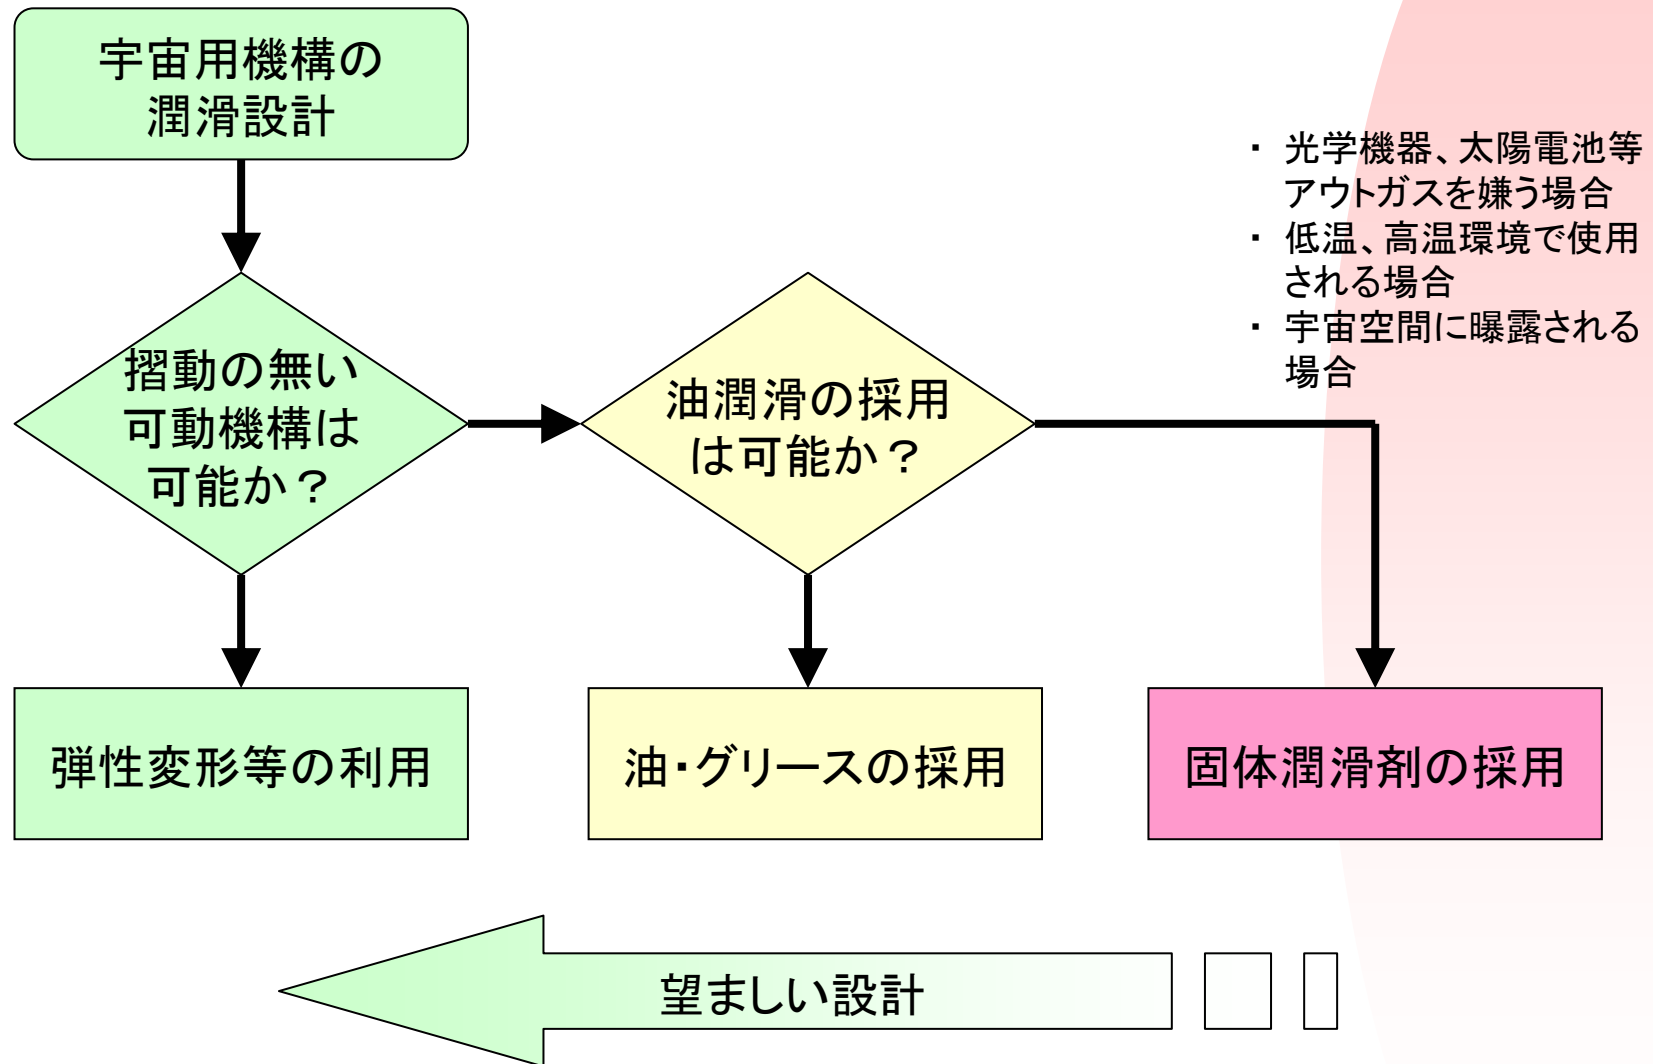 宇宙用機構の
潤滑設計
・ 光学機器、太陽電池等
アウトガスを嫌う場合
・ 低温、高温環境で使用
される場合
・ 宇宙空間に曝露される
場合
摺動の無い
可動機構は
可能か？
油潤滑の採用
は可能か？
弾性変形等の利用
油・グリースの採用
固体潤滑剤の採用
望ましい設計